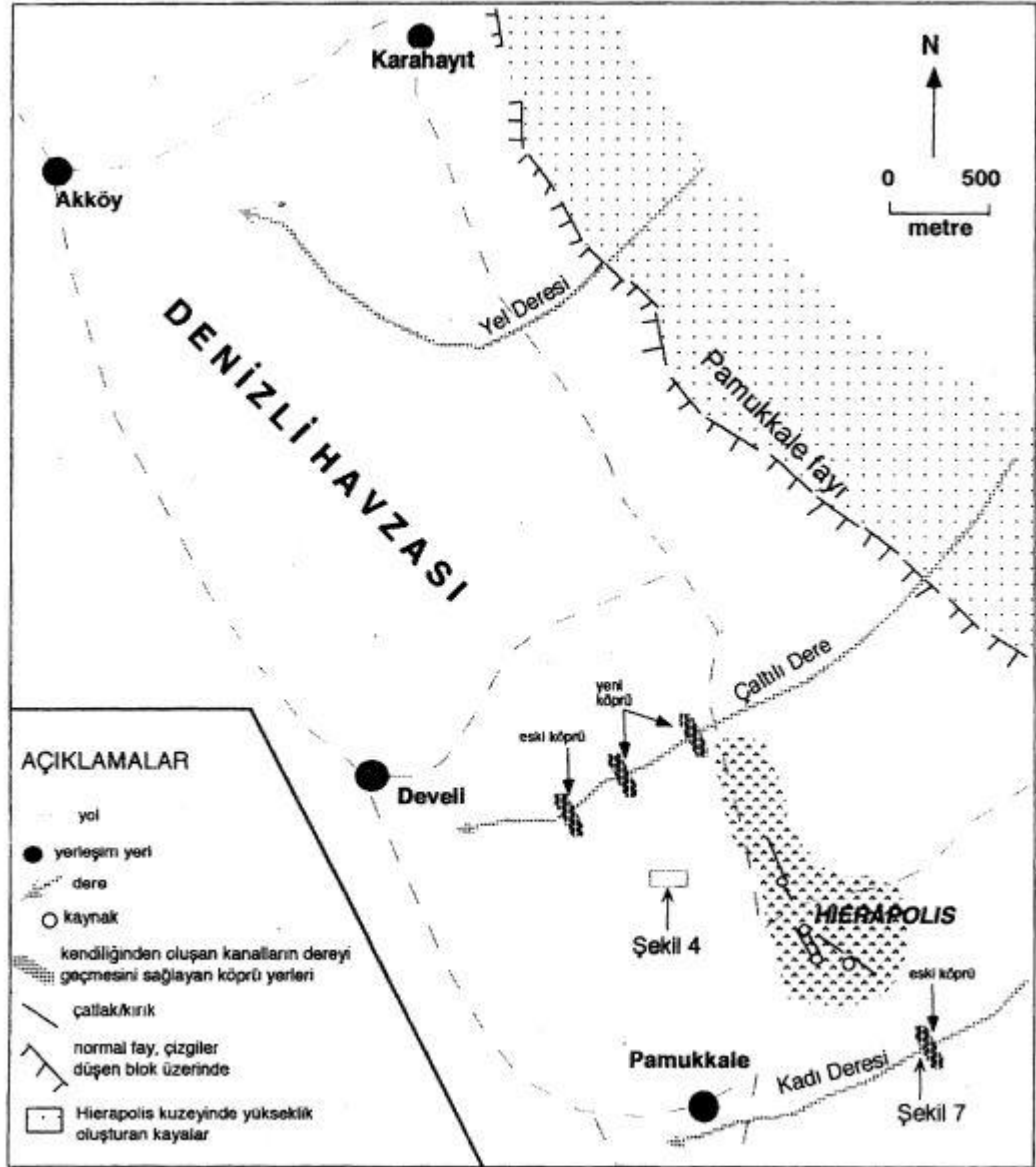 Karahayıt
N
Akköy
0 500
metre
Yel Deresi
DENİZLİ HAVZASI
Pamukkale fayı
Çaltılı Dere
yeni
köprü
eski köprü
Develi
HIERAPOLIS
Şekil 4
eski köprü
Pamukkale
Kadı Deresi
Şekil 7
AÇIKLAMALAR
yol
yerleşim yeri
dere
kaynak
kendiliğinden oluşan kanalların dereyi
geçmesini sağlayan köprü yerleri
çatlak/kırık
normal fay, çizgiler
düşen blok üzerinde
Hierapolis kuzeyinde yükseklik
oluşturan kayalar